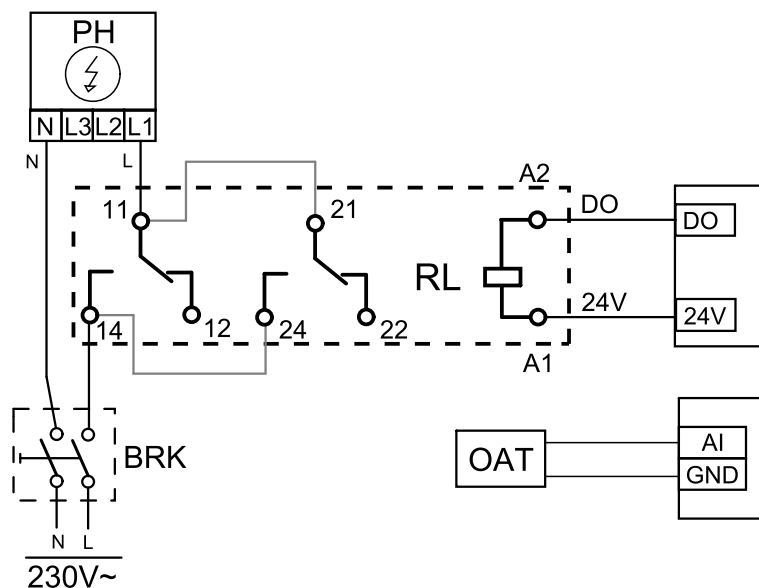 PH
N L3 L2 L1
N L
A2
11 21 DO DO
RL
14 12 24 22 24V 24V
A1
BRK
OAT AI
GND
N L
230V~